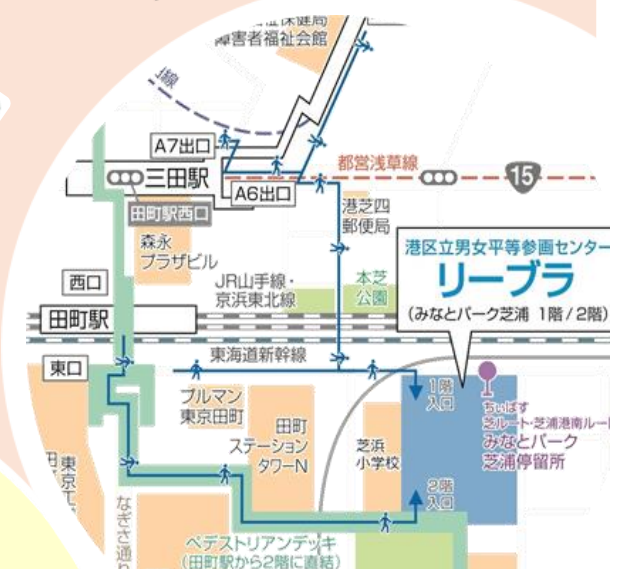 障害者福祉会館
線
A7出口
三田駅
A6出口
都営浅草線
15
田町駅西口
港芝四
郵便局
森永
プラザビル
港区立男女平等参画センター
リーブラ
(みなとパーク芝浦 1階/2階)
西口
JR山手線・
京浜東北線
本芝
公園
田町駅
東海道新幹線
東口
プルマン
東京田町
1階
入口
ちぃばす
芝ルート・芝浦港南ルー
みなとパーク
芝浦停留所
田町
ステーション
タワーN
芝浜
小学校
2階
入口
なぎさ通り
ペデストリアンデッキ
(田町駅から2階に直結)